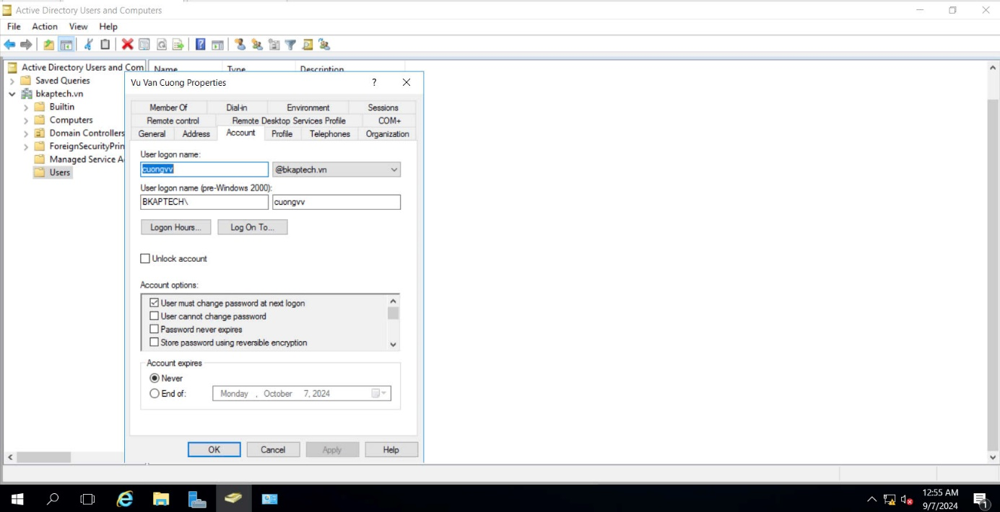 Active Directory Users and Computers
File Action View Help
Active Directory Users and Com
Name Type Description
Saved Queries
bkaptech.vn
Builtin
Computers
Domain Controllers
ForeignSecurityPrin
Managed Service A
Users
Vu Van Cuong Properties
? 
Member Of Dial-in Environment Sessions
Remote control Remote Desktop Services Profile COM+
General Address Account Profile Telephones Organization
User logon name:
cuongvv @bkaptech.vn
User logon name (pre-Windows 2000):
BKAPTECH\ cuongvv
Logon Hours... Log On To...
Unlock account
Account options:
User must change password at next logon
User cannot change password
Password never expires
Store password using reversible encryption
Account expires
Never
End of: Monday , October 7, 2024
OK Cancel Apply Help
12:55 AM
9/7/2024
1